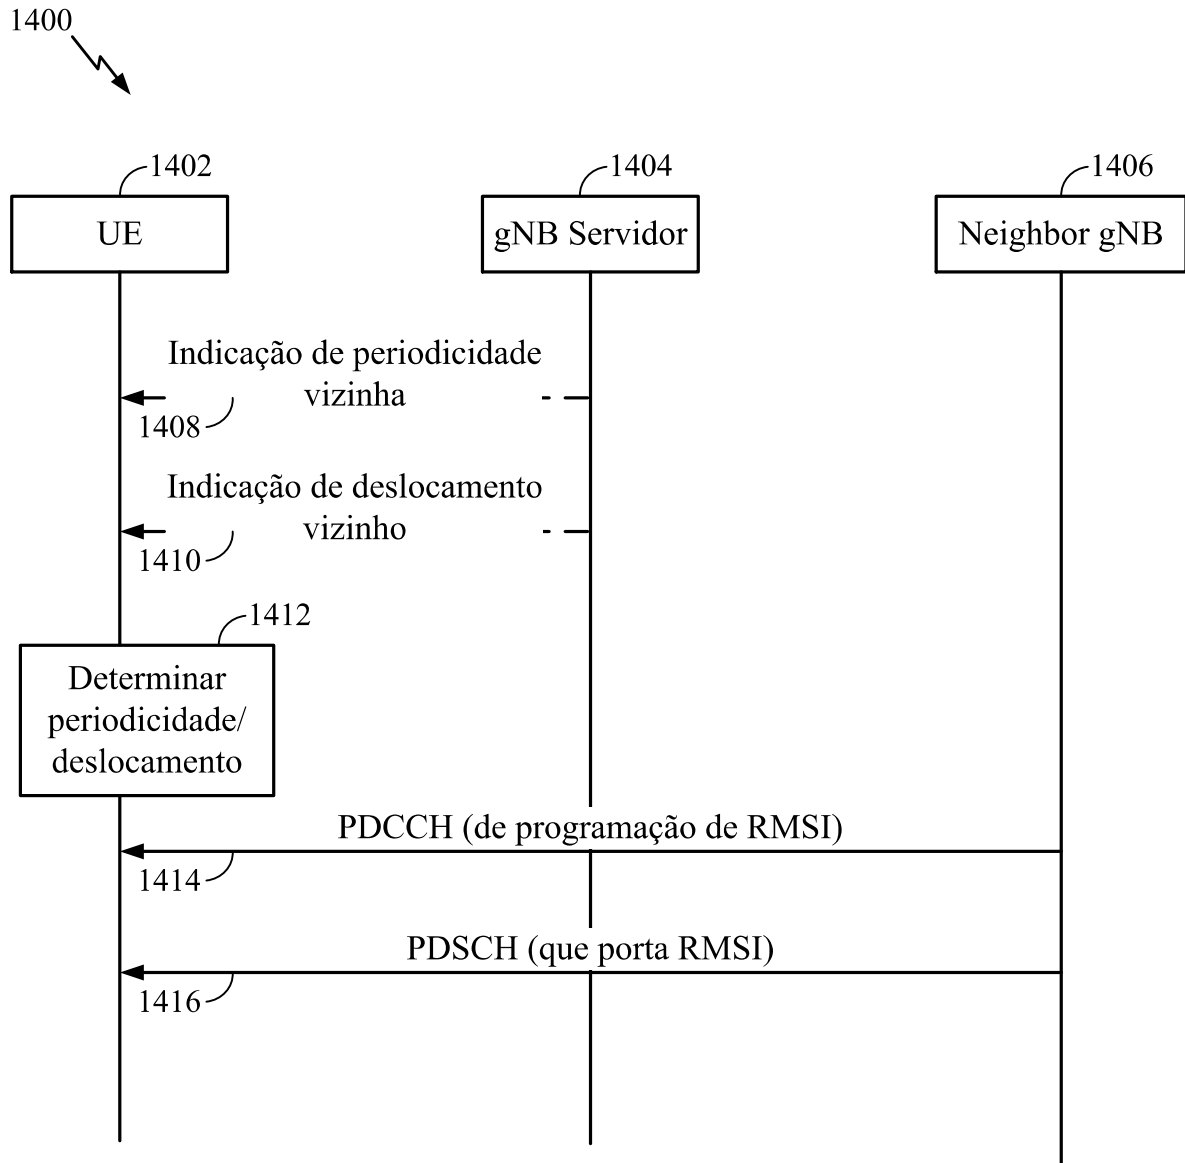 1400
1402
1404
1406
UE
gNB Servidor
Neighbor gNB
Indicação de periodicidade
vizinha
1408
Indicação de deslocamento
vizinho
1410
1412
Determinar
periodicidade/
deslocamento
PDCCH (de programação de RMSI)
1414
PDSCH (que porta RMSI)
1416